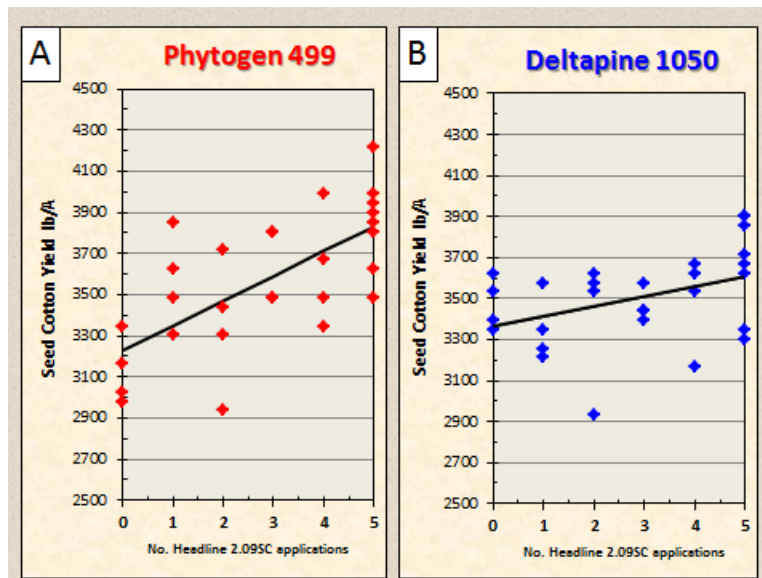 A
Phytogen 499
Seed Cotton Yield lb/A
4500
4300
4100
3900
3700
3500
3300
3100
2900
2700
2500
0 1 2 3 4 5
No. Headline 2.09SC applications
B
Deltapine 1050
Seed Cotton Yield lb/A
4500
4300
4100
3900
3700
3500
3300
3100
2900
2700
2500
0 1 2 3 4 5
No. Headline 2.09SC applications